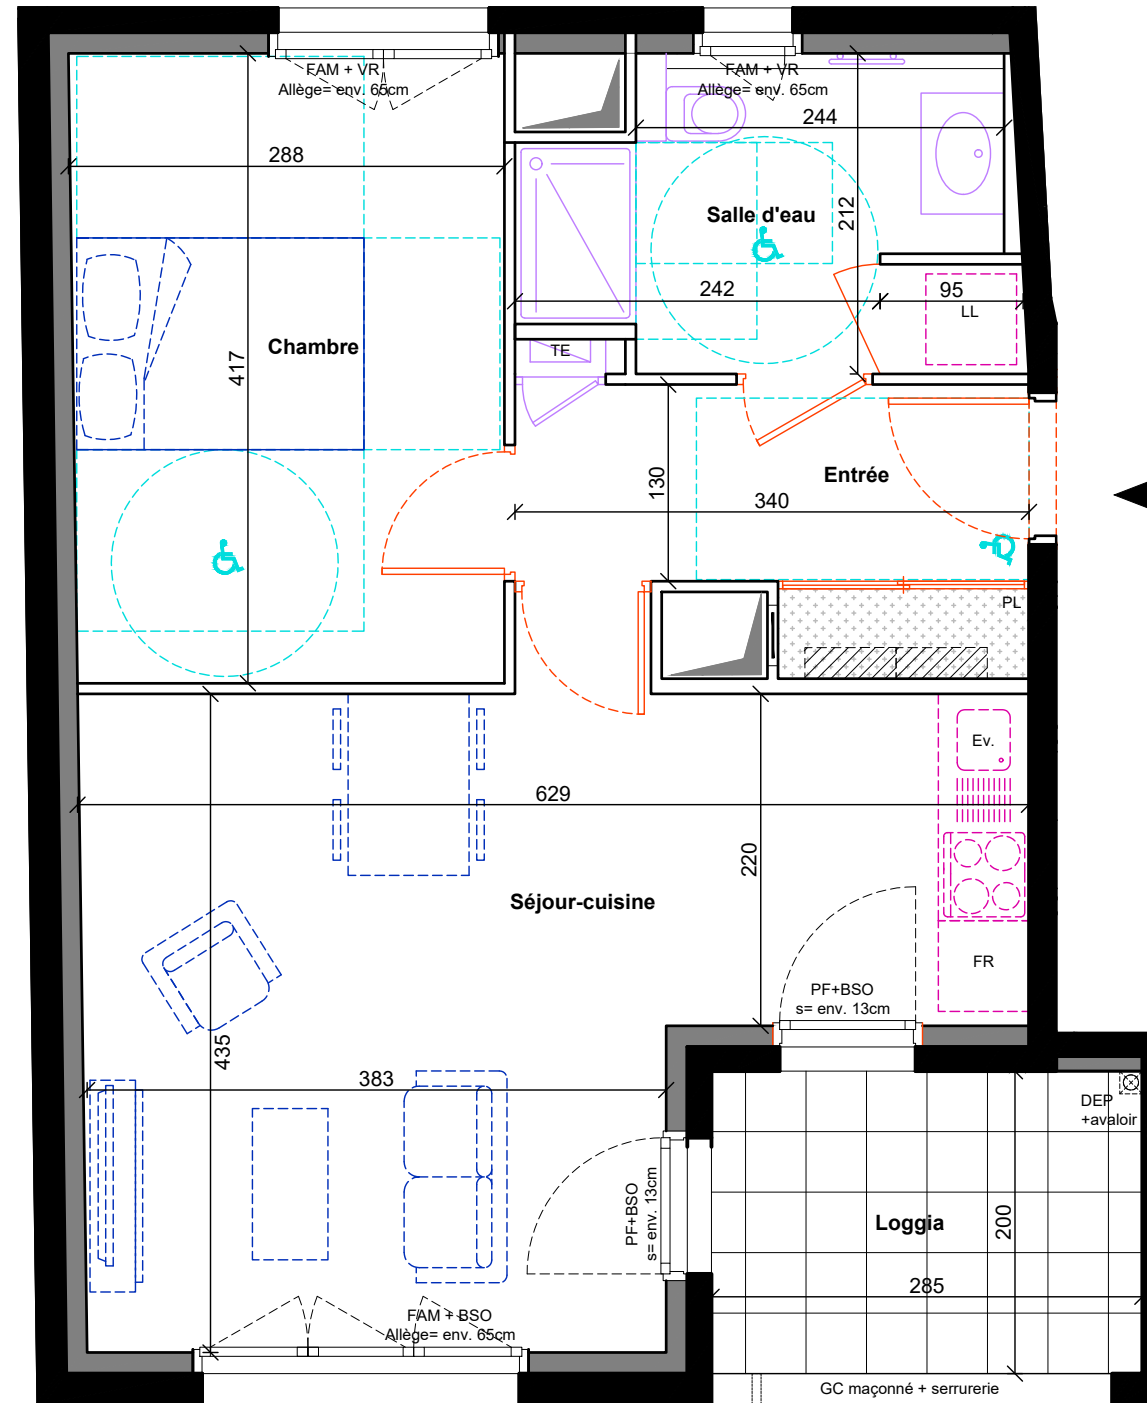 FAM + VR
Allège= env. 65cm
FAM + VR
Allège= env. 65cm
244
288
Salle d'eau
212
242
95
LL
TE
Chambre
417
Entrée
130
340
PL
Ev.
629
220
Séjour-cuisine
FR
PF+BSO
s= env. 13cm
435
383
DEP
+avaloir
PF+BSO
s= env. 13cm
Loggia
200
285
FAM + BSO
Allège= env. 65cm
GC maçonné + serrurerie